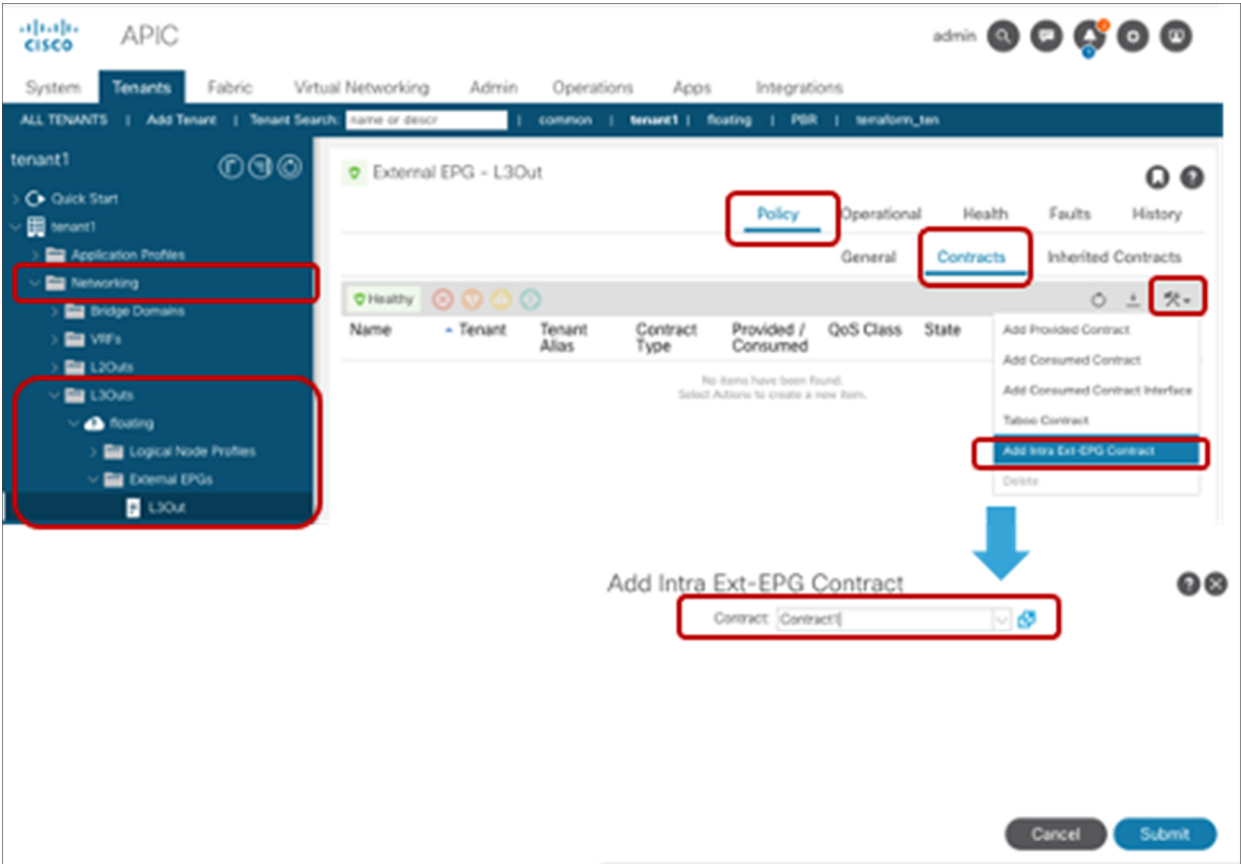 CISCO APIC admin
System Tenants Fabric Virtual Networking Admin Operations Apps Integrations
ALL TENANTS | Add Tenant | Tenant Search: name or descr | common | tenant1 | floating | PBR | terraform_ten
tenant1
Quick Start
tenant1
Application Profiles
Networking
Bridge Domains
VRFs
L2Outs
L3Outs
floating
Logical Node Profiles
External EPGs
L3Out
External EPG - L3Out
Policy Operational Health Faults History
General Contracts Inherited Contracts
Healthy
Name Tenant Tenant Alias Contract Type Provided / Consumed QoS Class State
No items have been found.
Select Actions to create a new item.
Add Provided Contract
Add Consumed Contract
Add Consumed Contract Interface
Taboo Contract
Add Intra Ext-EPG Contract
Delete
Add Intra Ext-EPG Contract
Contract: Contract1
Cancel Submit